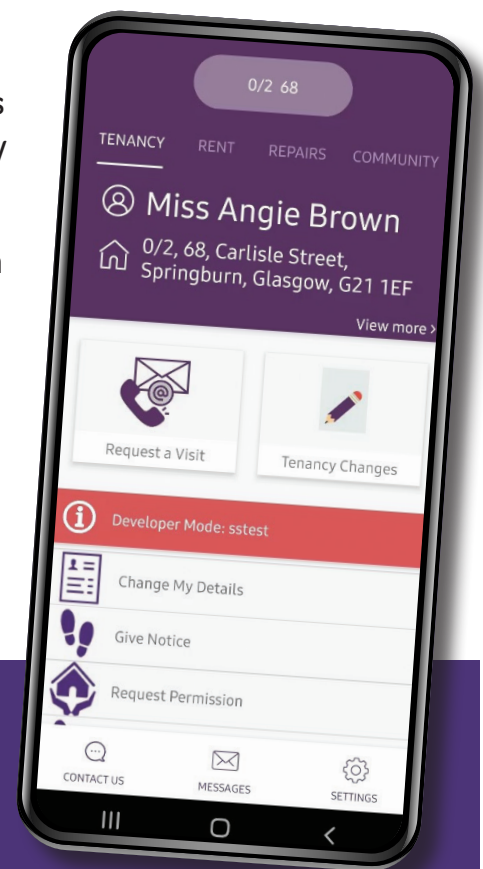 0/2 68
TENANCY RENT REPAIRS COMMUNITY
Miss Angie Brown
0/2, 68, Carlisle Street,
Springburn, Glasgow, G21 1EF
View more >
Request a Visit
Tenancy Changes
Developer Mode: sstest
Change My Details
Give Notice
Request Permission
CONTACT US MESSAGES SETTINGS